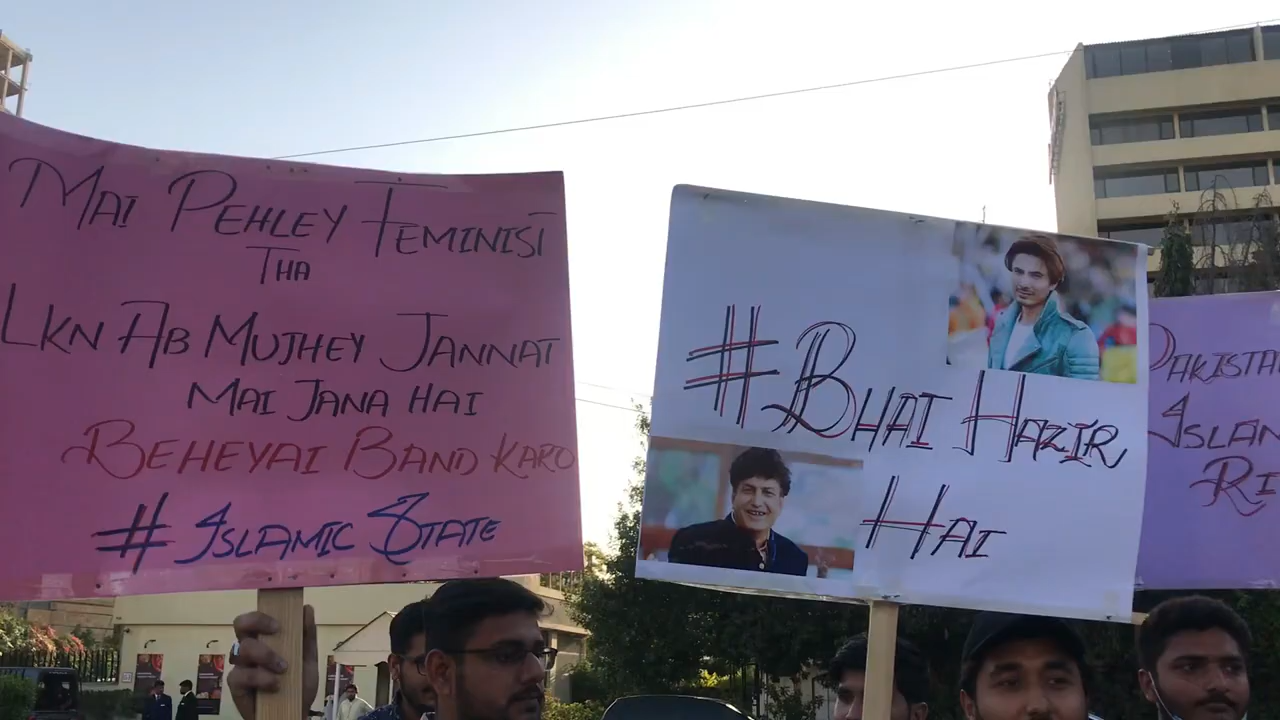 MAI PEHLEY FEMINIST
THA
LKN AB MUJHEY JANNAT
MAI JANA HAI
BEHEYAI BAND KARO
# ISLAMIC STATE
#BHAI HAZIR
HAI